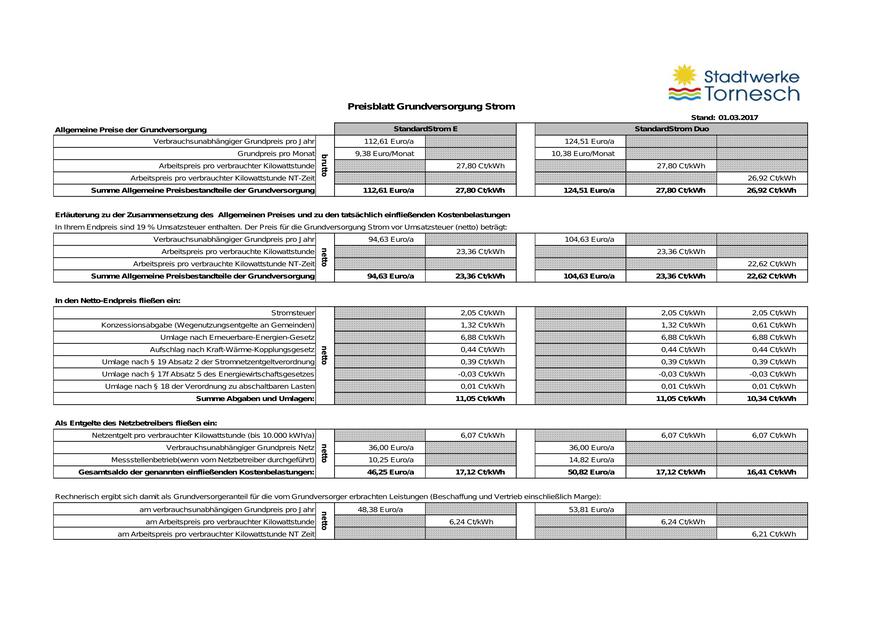 Stadtwerke
Tornesch
Preisblatt Grundversorgung Strom
Stand: 01.03.2017
Allgemeine Preise der Grundversorgung StandardStrom E StandardStrom Duo
Verbrauchsunabhängiger Grundpreis pro Jahr 112,61 Euro/a 124,51 Euro/a
Grundpreis pro Monat 9,38 Euro/Monat 10,38 Euro/Monat
brutto
Arbeitspreis pro verbrauchter Kilowattstunde 27,80 Ct/kWh 27,80 Ct/kWh
Arbeitspreis pro verbrauchter Kilowattstunde NT-Zeit 26,92 Ct/kWh
Summe Allgemeine Preisbestandteile der Grundversorgung 112,61 Euro/a 27,80 Ct/kWh 124,51 Euro/a 27,80 Ct/kWh 26,92 Ct/kWh
Erläuterung zu der Zusammensetzung des Allgemeinen Preises und zu den tatsächlich einfließenden Kostenbelastungen
In Ihrem Endpreis sind 19 % Umsatzsteuer enthalten. Der Preis für die Grundversorgung Strom vor Umsatzsteuer (netto) beträgt:
Verbrauchsunabhängiger Grundpreis pro Jahr 94,63 Euro/a 104,63 Euro/a
Arbeitspreis pro verbrauchte Kilowattstunde 23,36 Ct/kWh 23,36 Ct/kWh
netto
Arbeitspreis pro verbrauchter Kilowattstunde NT-Zeit 22,62 Ct/kWh
Summe Allgemeine Preisbestandteile der Grundversorgung 94,63 Euro/a 23,36 Ct/kWh 104,63 Euro/a 23,36 Ct/kWh 22,62 Ct/kWh
In den Netto-Endpreis fließen ein:
Stromsteuer 2,05 Ct/kWh 2,05 Ct/kWh 2,05 Ct/kWh
Konzessionsabgabe (Wegenutzungsentgelte an Gemeinden) 1,32 Ct/kWh 1,32 Ct/kWh 0,61 Ct/kWh
Umlage nach Erneuerbare-Energien-Gesetz 6,88 Ct/kWh 6,88 Ct/kWh 6,88 Ct/kWh
Aufschlag nach Kraft-Wärme-Kopplungsgesetz 0,44 Ct/kWh 0,44 Ct/kWh 0,44 Ct/kWh
netto
Umlage nach § 19 Absatz 2 der Stromnetzentgeltverordnung 0,39 Ct/kWh 0,39 Ct/kWh 0,39 Ct/kWh
Umlage nach § 17f Absatz 5 des Energiewirtschaftsgesetzes -0,03 Ct/kWh -0,03 Ct/kWh -0,03 Ct/kWh
Umlage nach § 18 der Verordnung zu abschaltbaren Lasten 0,01 Ct/kWh 0,01 Ct/kWh 0,01 Ct/kWh
Summe Abgaben und Umlagen: 11,05 Ct/kWh 11,05 Ct/kWh 10,34 Ct/kWh
Als Entgelte des Netzbetreibers fließen ein:
Netzentgelt pro verbrauchter Kilowattstunde (bis 10.000 kWh/a) 6,07 Ct/kWh 6,07 Ct/kWh 6,07 Ct/kWh
Verbrauchsunabhängiger Grundpreis Netz 36,00 Euro/a 36,00 Euro/a
netto
Messstellenbetrieb(wenn vom Netzbetreiber durchgeführt) 10,25 Euro/a 14,82 Euro/a
Gesamtsaldo der genannten einfließenden Kostenbelastungen: 46,25 Euro/a 17,12 Ct/kWh 50,82 Euro/a 17,12 Ct/kWh 16,41 Ct/kWh
Rechnerisch ergibt sich damit als Grundversorgeranteil für die vom Grundversorger erbrachten Leistungen (Beschaffung und Vertrieb einschließlich Marge):
am verbrauchsunabhängigen Grundpreis pro Jahr 48,38 Euro/a 53,81 Euro/a
am Arbeitspreis pro verbrauchter Kilowattstunde 6,24 Ct/kWh 6,24 Ct/kWh
netto
am Arbeitspreis pro verbrauchter Kilowattstunde NT Zeit 6,21 Ct/kWh